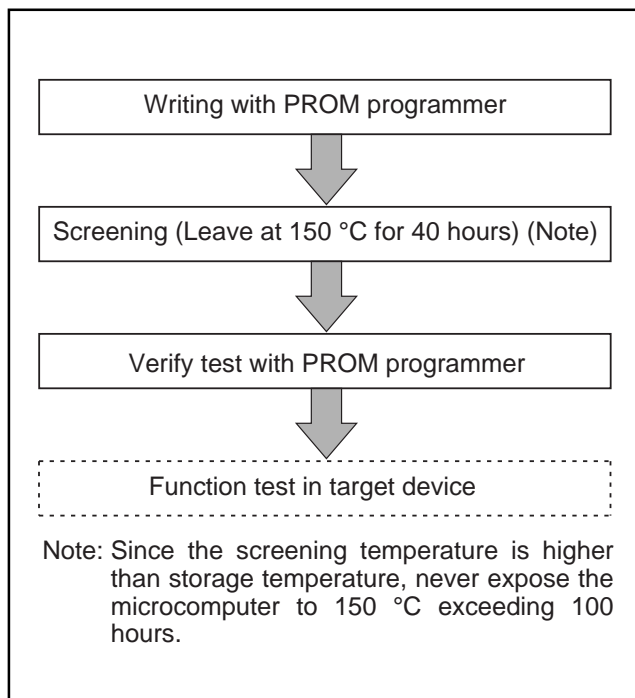 Writing with PROM programmer
Screening (Leave at 150 °C for 40 hours) (Note)
Verify test with PROM programmer
Function test in target device
Note: Since the screening temperature is higher
than storage temperature, never expose the
microcomputer to 150 °C exceeding 100
hours.